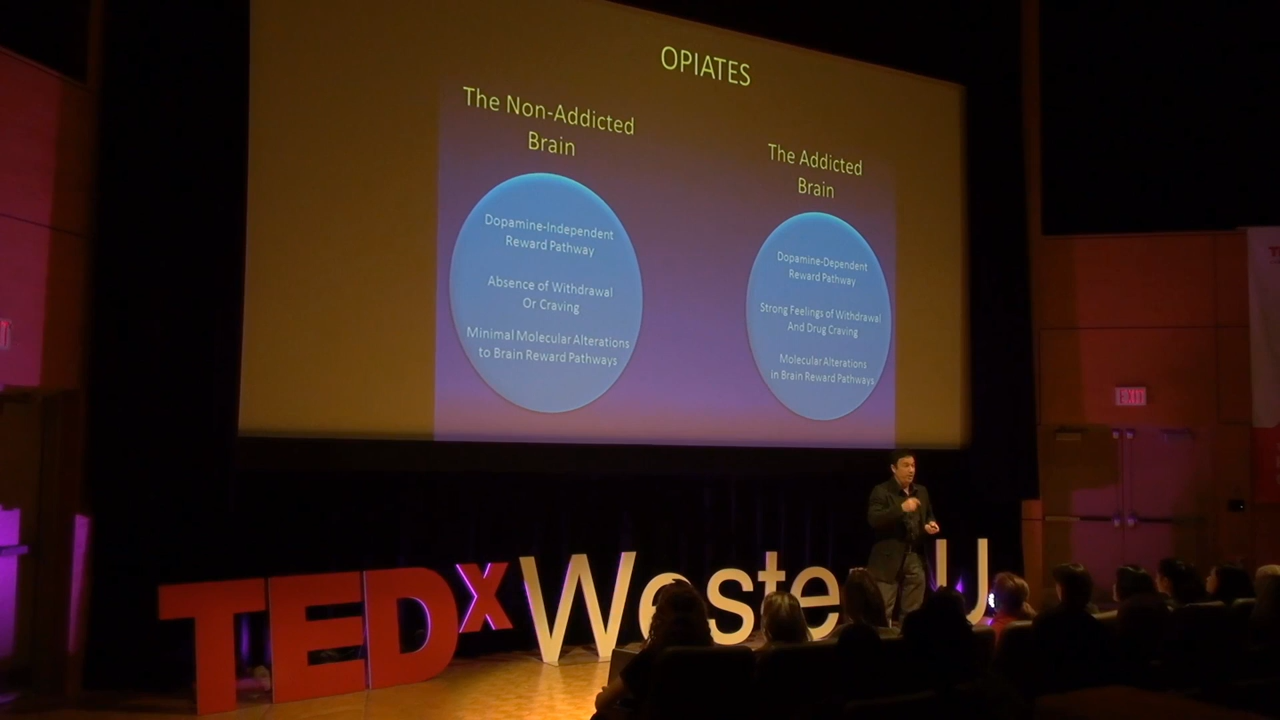 OPIATES
The Non-Addicted
Brain
Dopamine-Independent
Reward Pathway
Absence of Withdrawal
Or Craving
Minimal Molecular Alterations
to Brain Reward Pathways
The Addicted
Brain
Dopamine-Dependent
Reward Pathway
Strong Feelings of Withdrawal
And Drug Craving
Molecular Alterations
in Brain Reward Pathways
EXIT
TEDxWeste U